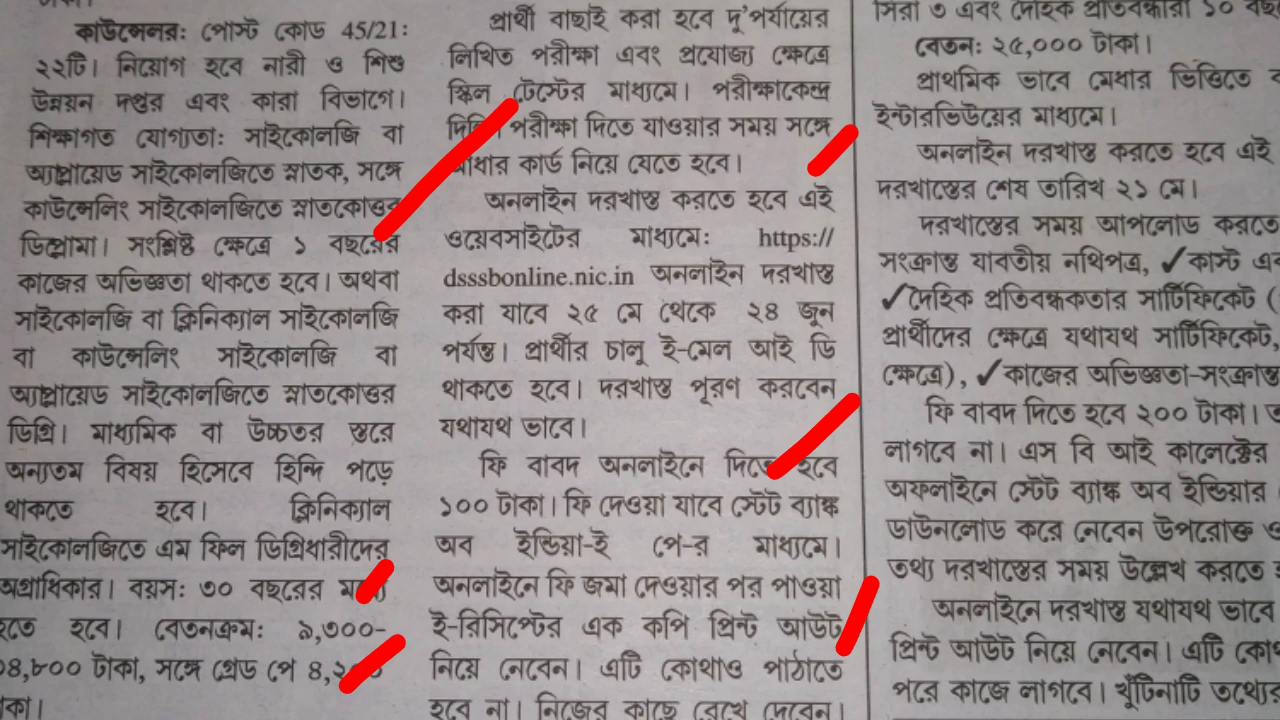 কাউন্সেলর: পোস্ট কোড 45/21:
২২টি। নিয়োগ হবে নারী ও শিশু
উন্নয়ন দপ্তর এবং কারা বিভাগে।
শিক্ষাগত যোগ্যতা: সাইকোলজি বা
অ্যাপ্লায়েড সাইকোলজিতে স্নাতক, সঙ্গে
কাউন্সেলিং সাইকোলজিতে স্নাতকোত্তর
ডিপ্লোমা। সংশ্লিষ্ট ক্ষেত্রে ১ বছরের
কাজের অভিজ্ঞতা থাকতে হবে। অথবা
সাইকোলজি বা ক্লিনিক্যাল সাইকোলজি
বা কাউন্সেলিং সাইকোলজি বা
অ্যাপ্লায়েড সাইকোলজিতে স্নাতকোত্তর
ডিগ্রি। মাধ্যমিক বা উচ্চতর স্তরে
অন্যতম বিষয় হিসেবে হিন্দি পড়ে
থাকতে হবে। ক্লিনিক্যাল
সাইকোলজিতে এম ফিল ডিগ্রিধারীদের
অগ্রাধিকার। বয়স: ৩০ বছরের
হতে হবে। বেতনক্রম: ৯,৩০০-
৩৪,৮০০ টাকা, সঙ্গে গ্রেড পে
টাকা।
প্রার্থী বাছাই করা হবে দু'পর্যায়ের
লিখিত পরীক্ষা এবং প্রযোজ্য ক্ষেত্রে
স্কিল টেস্টের মাধ্যমে। পরীক্ষাকেন্দ্র
পরীক্ষা দিতে যাওয়ার সময় সঙ্গে
আধার কার্ড নিয়ে যেতে হবে।
অনলাইন দরখাস্ত করতে হবে এই
ওয়েবসাইটের মাধ্যমে: https://
dsssbonline.nic.in অনলাইন দরখাস্ত
করা যাবে ২৫ মে থেকে ২৪ জুন
পর্যন্ত। প্রার্থীর চালু ই-মেল আই ডি
থাকতে হবে। দরখাস্ত পূরণ করবেন
যথাযথ ভাবে।
ফি বাবদ অনলাইনে দিতে হবে
১০০ টাকা। ফি দেওয়া যাবে স্টেট ব্যাঙ্ক
অব ইন্ডিয়া-ই পে-র মাধ্যমে।
অনলাইনে ফি জমা দেওয়ার পর পাওয়া
ই-রিসিপ্টের এক কপি প্রিন্ট আউট
নিয়ে নেবেন। এটি কোথাও পাঠাতে
হবে না। নিজের কাছে রেখে দেবেন।
৩ এবং দৈহিক প্রতিবন্ধীরা ১০
বেতন: ২৫,০০০ টাকা।
প্রাথমিক ভাবে মেধার ভিত্তিতে
ইন্টারভিউয়ের মাধ্যমে।
অনলাইন দরখাস্ত করতে হবে এই
দরখাস্তের শেষ তারিখ ২১ মে।
দরখাস্তের সময় আপলোড করতে
সংক্রান্ত যাবতীয় নথিপত্র, ✓কাস্ট
✓দৈহিক প্রতিবন্ধকতার সার্টিফিকেট (
প্রার্থীদের ক্ষেত্রে যথাযথ সার্টিফিকেট,
ক্ষেত্রে), ✓কাজের অভিজ্ঞতা-সংক্রান্ত
ফি বাবদ দিতে হবে ২০০ টাকা।
লাগবে না। এস বি আই কালেক্টের
অফলাইনে স্টেট ব্যাঙ্ক অব ইন্ডিয়ার
ডাউনলোড করে নেবেন উপরোক্ত
তথ্য দরখাস্তের সময় উল্লেখ করতে
অনলাইনে দরখাস্ত যথাযথ ভাবে
প্রিন্ট আউট নিয়ে নেবেন। এটি
পরে কাজে লাগবে। খুঁটিনাটি তথ্যের